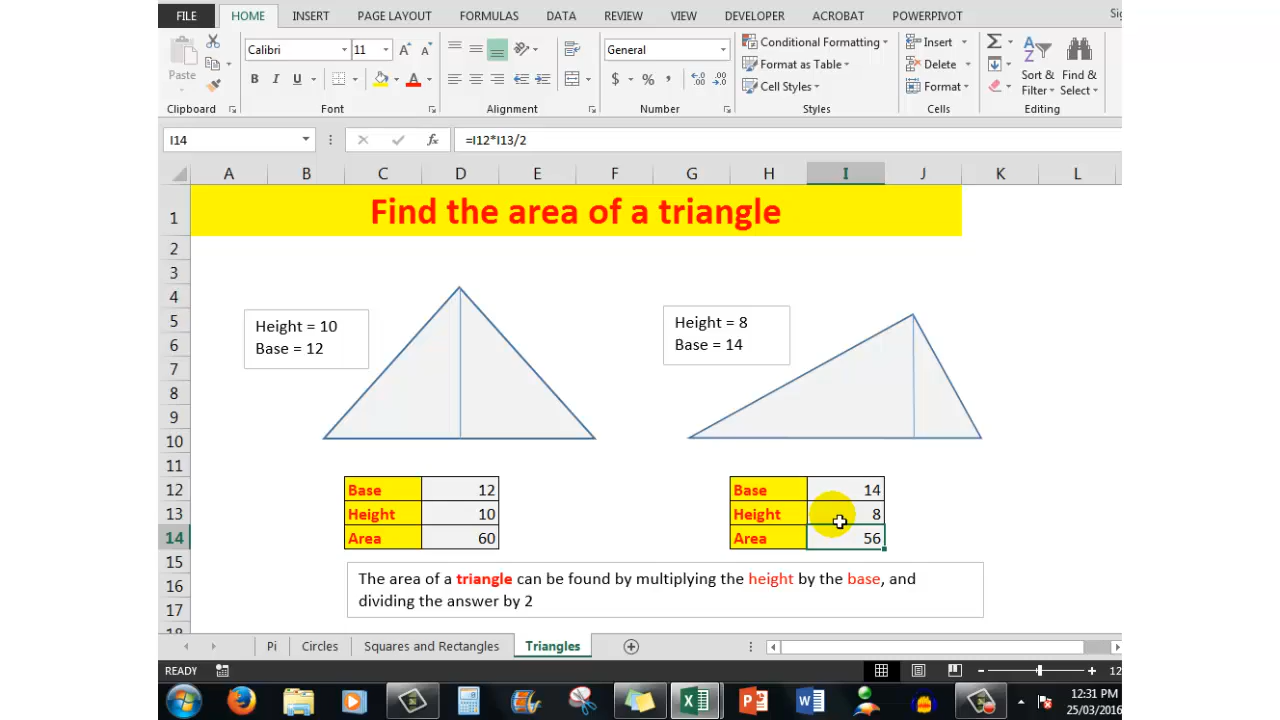 FILE HOME INSERT PAGE LAYOUT FORMULAS DATA REVIEW VIEW DEVELOPER ACROBAT POWERPIVOT
Calibri 11 General Conditional Formatting Insert
Paste Format as Table Delete Sort & Find &
B I U $ % , Cell Styles Format Filter Select
Clipboard Font Alignment Number Styles Cells Editing
I14 fx =I12*I13/2
A B C D E F G H I J K L
1 Find the area of a triangle
2
3
4
5 Height = 10 Height = 8
6 Base = 12 Base = 14
7
8
9
10
11
12 Base 12 Base 14
13 Height 10 Height 8
14 Area 60 Area 56
15
16 The area of a triangle can be found by multiplying the height by the base, and
17 dividing the answer by 2
18
Pi Circles Squares and Rectangles Triangles
READY 12
12:31 PM
25/03/2016